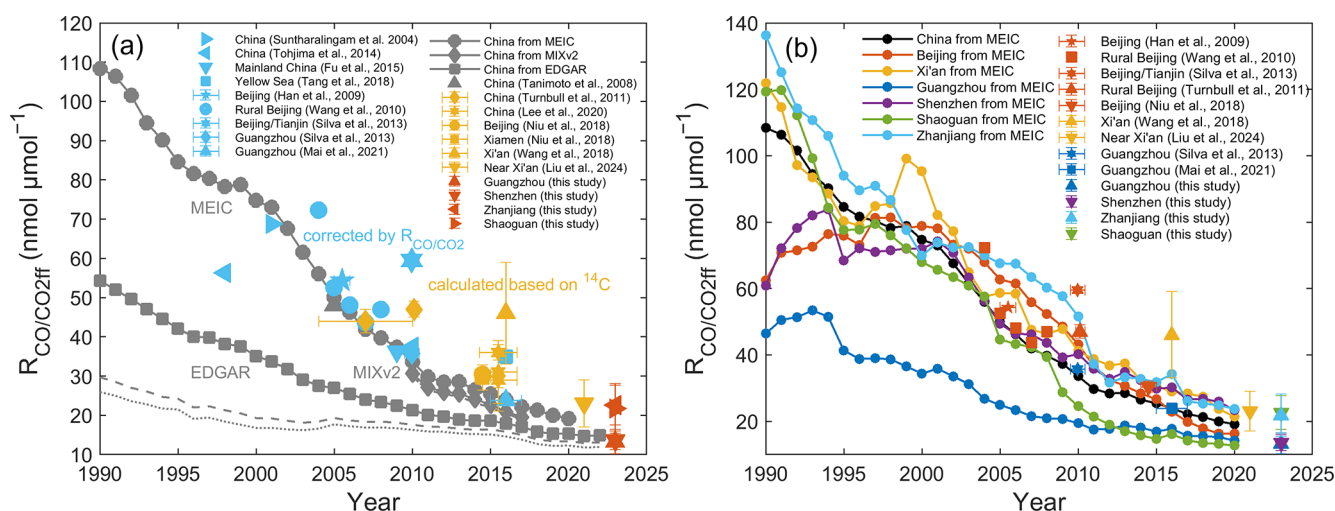 (a)
R_CO/CO2ff (nmol μmol⁻¹)
120
110
100
90
80
70
60
50
40
30
20
10
China (Suntharalingam et al. 2004)
China (Tohjima et al., 2014)
Mainland China (Fu et al., 2015)
Yellow Sea (Tang et al., 2018)
Beijing (Han et al., 2009)
Rural Beijing (Wang et al., 2010)
Beijing/Tianjin (Silva et al., 2013)
Guangzhou (Silva et al., 2013)
Guangzhou (Mai et al., 2021)
China from MEIC
China from MIXv2
China from EDGAR
China (Tanimoto et al., 2008)
China (Turnbull et al., 2011)
China (Lee et al., 2020)
Beijing (Niu et al., 2018)
Xiamen (Niu et al., 2018)
Xi'an (Wang et al., 2018)
Near Xi'an (Liu et al., 2024)
Guangzhou (this study)
Shenzhen (this study)
Zhanjiang (this study)
Shaoguan (this study)
MEIC
corrected by R_CO/CO2
calculated based on ¹⁴C
EDGAR
MIXv2
1990 1995 2000 2005 2010 2015 2020 2025
Year
(b)
R_CO/CO2ff (nmol μmol⁻¹)
140
120
100
80
60
40
20
0
China from MEIC
Beijing from MEIC
Xi'an from MEIC
Guangzhou from MEIC
Shenzhen from MEIC
Shaoguan from MEIC
Zhanjiang from MEIC
Beijing (Han et al., 2009)
Rural Beijing (Wang et al., 2010)
Beijing/Tianjin (Silva et al., 2013)
Rural Beijing (Turnbull et al., 2011)
Beijing (Niu et al., 2018)
Xi'an (Wang et al., 2018)
Near Xi'an (Liu et al., 2024)
Guangzhou (Silva et al., 2013)
Guangzhou (Mai et al., 2021)
Guangzhou (this study)
Shenzhen (this study)
Zhanjiang (this study)
Shaoguan (this study)
1990 1995 2000 2005 2010 2015 2020 2025
Year